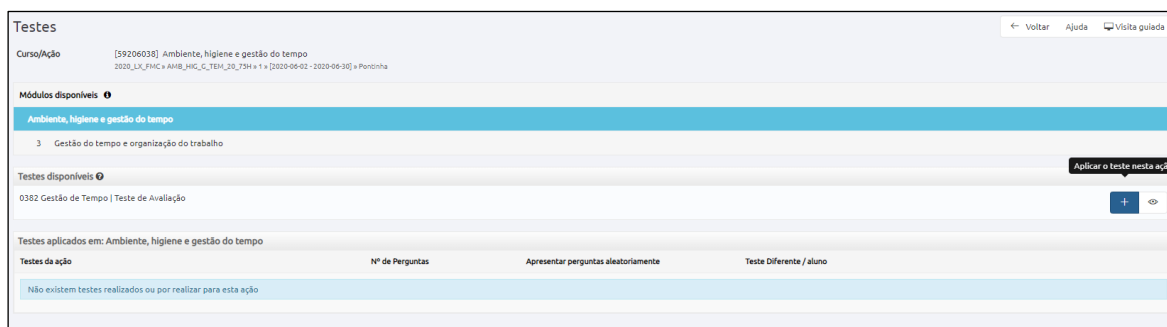 Testes
← Voltar Ajuda Visita guiada
Curso/Ação [59206038] Ambiente, higiene e gestão do tempo
2020_LX_FMC » AMB_HIG_G_TEM_20_75H » 1 » [2020-06-02 - 2020-06-30] » Pontinha
Módulos disponíveis
Ambiente, higiene e gestão do tempo
3 Gestão do tempo e organização do trabalho
Aplicar o teste nesta açã
Testes disponíveis
0382 Gestão de Tempo | Teste de Avaliação
Testes aplicados em: Ambiente, higiene e gestão do tempo
Testes da ação Nº de Perguntas Apresentar perguntas aleatoriamente Teste Diferente / aluno
Não existem testes realizados ou por realizar para esta ação